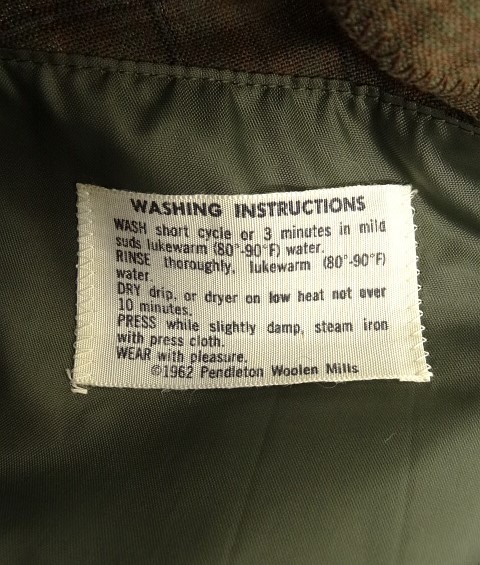 WASHING INSTRUCTIONS
WASH short cycle or 3 minutes in mild
suds lukewarm (80°-90°F) water.
RINSE thoroughly, lukewarm (80°-90°F)
water.
DRY drip, or dryer on low heat not over
10 minutes.
PRESS while slightly damp, steam iron
with press cloth.
WEAR with pleasure.
©1962 Pendleton Woolen Mills